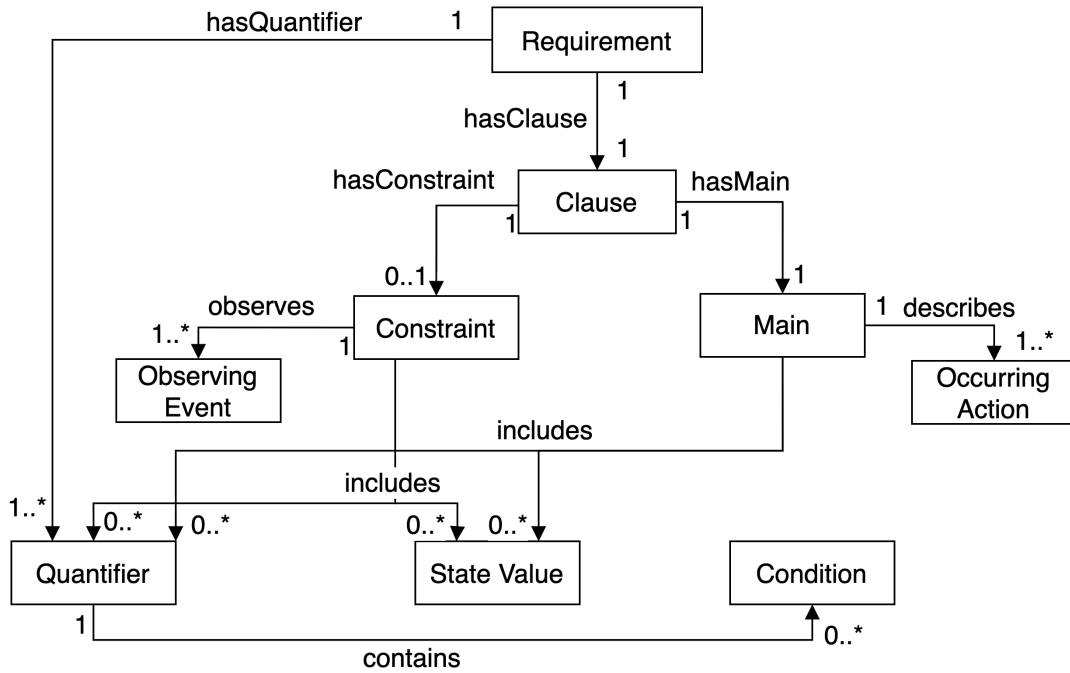 hasQuantifier
1
Requirement
1
hasClause
1
hasConstraint
Clause
hasMain
1
1
0..1
1
observes
1..*
Constraint
1
Main
1
describes
1..*
Observing
Event
Occurring
Action
includes
includes
1..*
0..*
0..*
0..*
0..*
Quantifier
State Value
Condition
1
0..*
contains